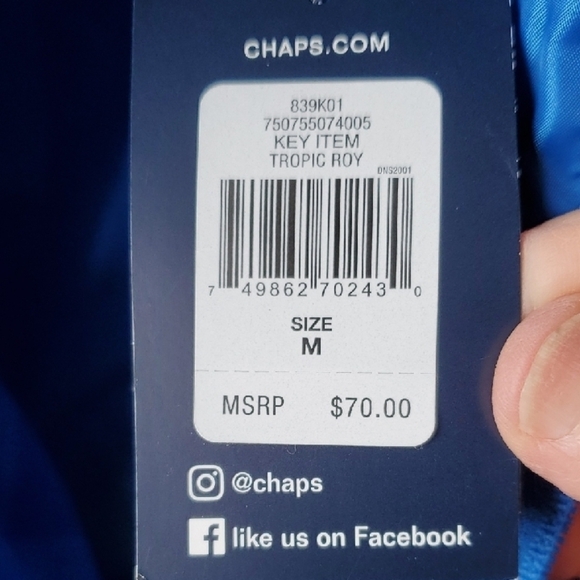 CHAPS.COM
839K01
750755074005
KEY ITEM
TROPIC ROY
DNS2001
7 49862 70243 0
SIZE
M
MSRP $70.00
@chaps
like us on Facebook